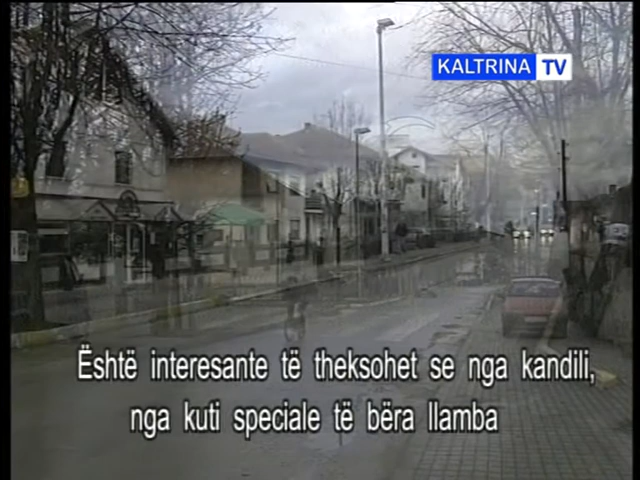 KALTRINA TV
Është interesante të theksohet se nga kandili,
nga kuti speciale të bëra llamba